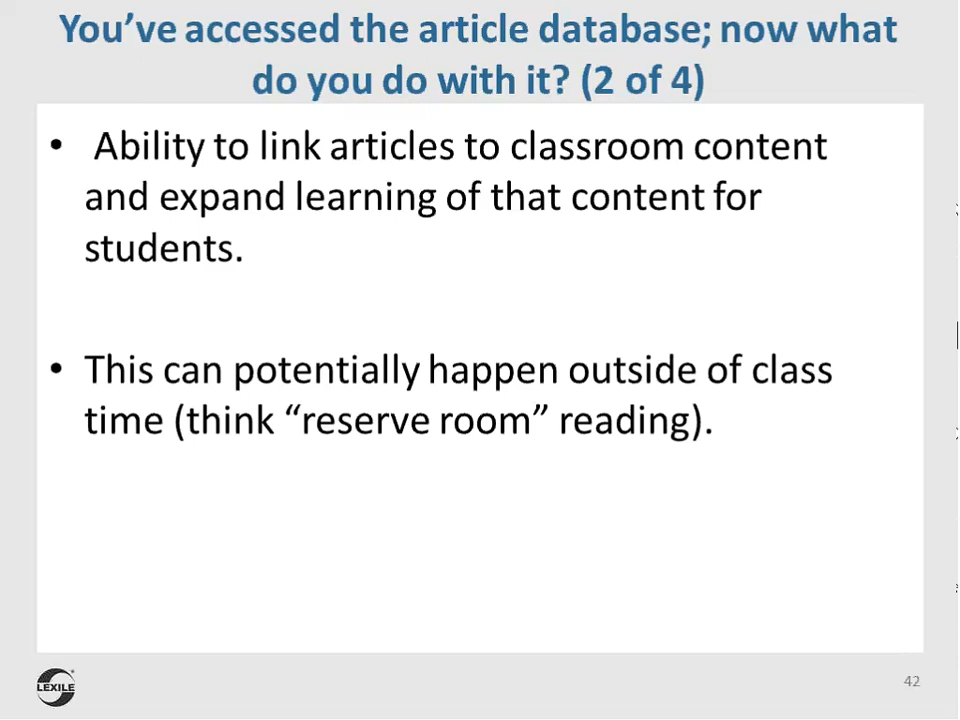 You’ve accessed the article database; now what
do you do with it? (2 of 4)
• Ability to link articles to classroom content
and expand learning of that content for
students.
• This can potentially happen outside of class
time (think “reserve room” reading).
LEXILE
42